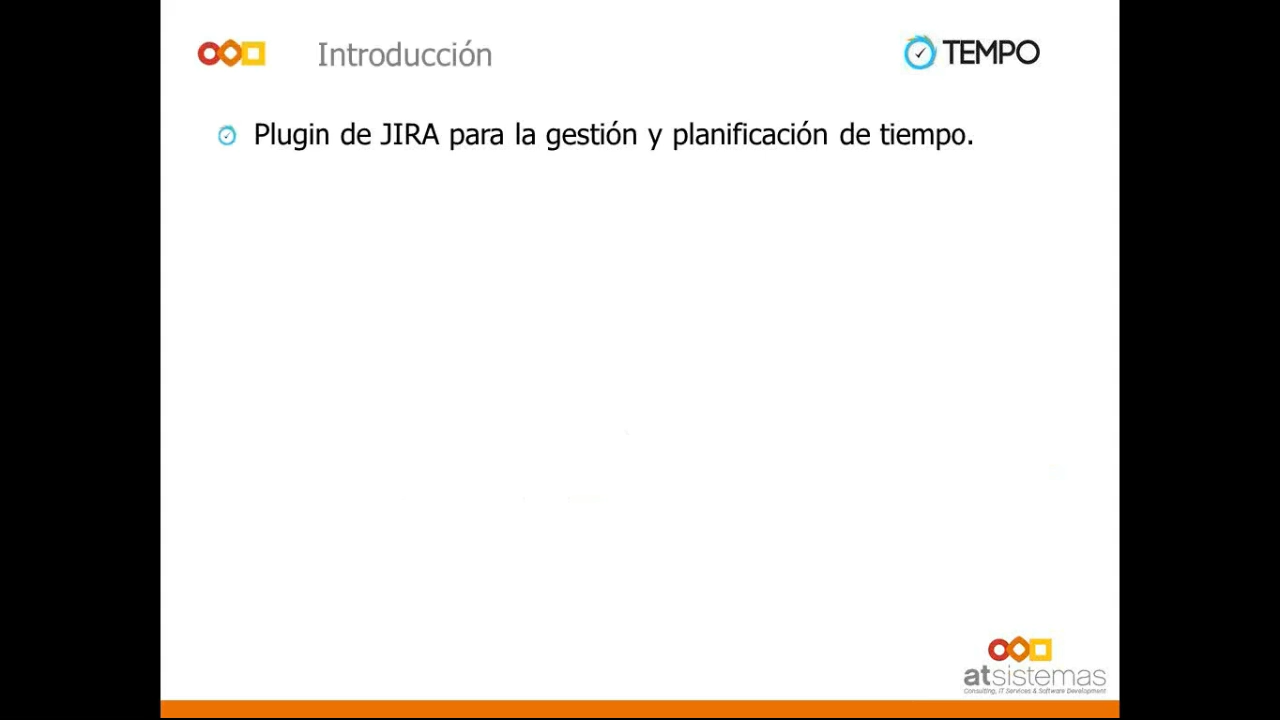 Introducción
TEMPO
Plugin de JIRA para la gestión y planificación de tiempo.
atsistemas
Consulting, IT Services & Software Development